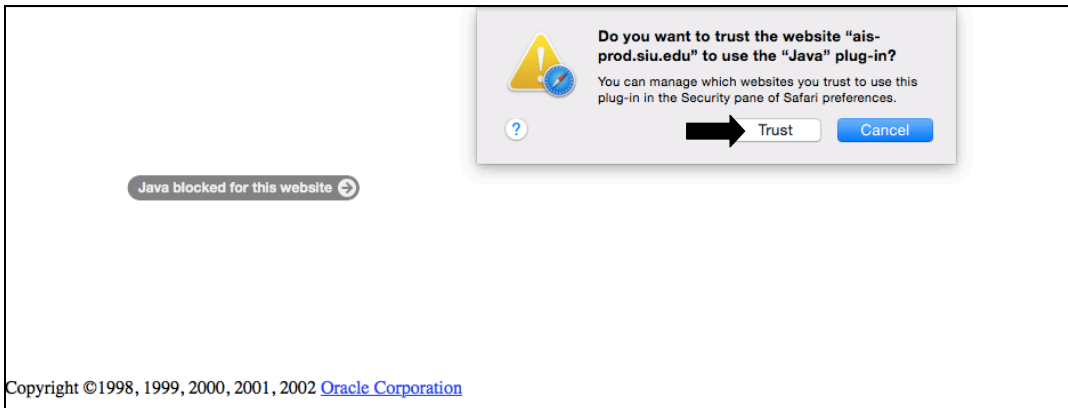 Do you want to trust the website “ais-
prod.siu.edu” to use the “Java” plug-in?
You can manage which websites you trust to use this
plug-in in the Security pane of Safari preferences.
?
Trust
Cancel
Java blocked for this website
Copyright ©1998, 1999, 2000, 2001, 2002 Oracle Corporation